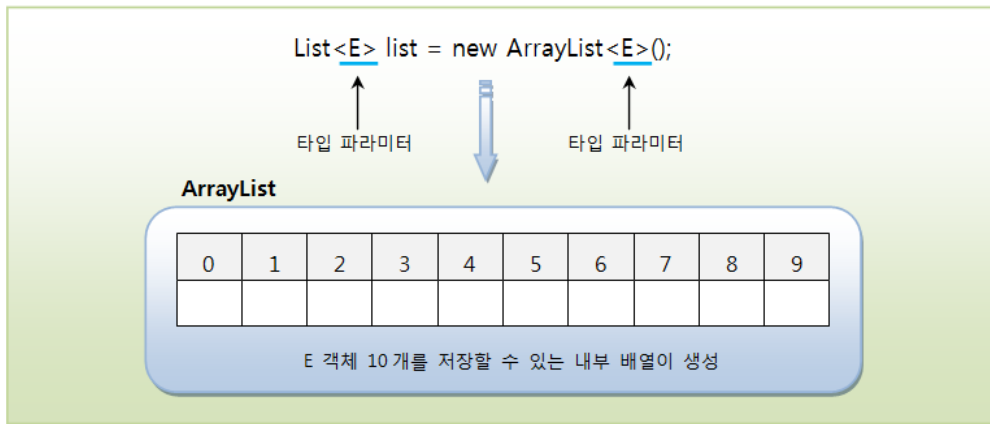 List<E> list = new ArrayList<E>();
타입 파라미터 타입 파라미터
ArrayList
0 1 2 3 4 5 6 7 8 9
E 객체 10개를 저장할 수 있는 내부 배열이 생성